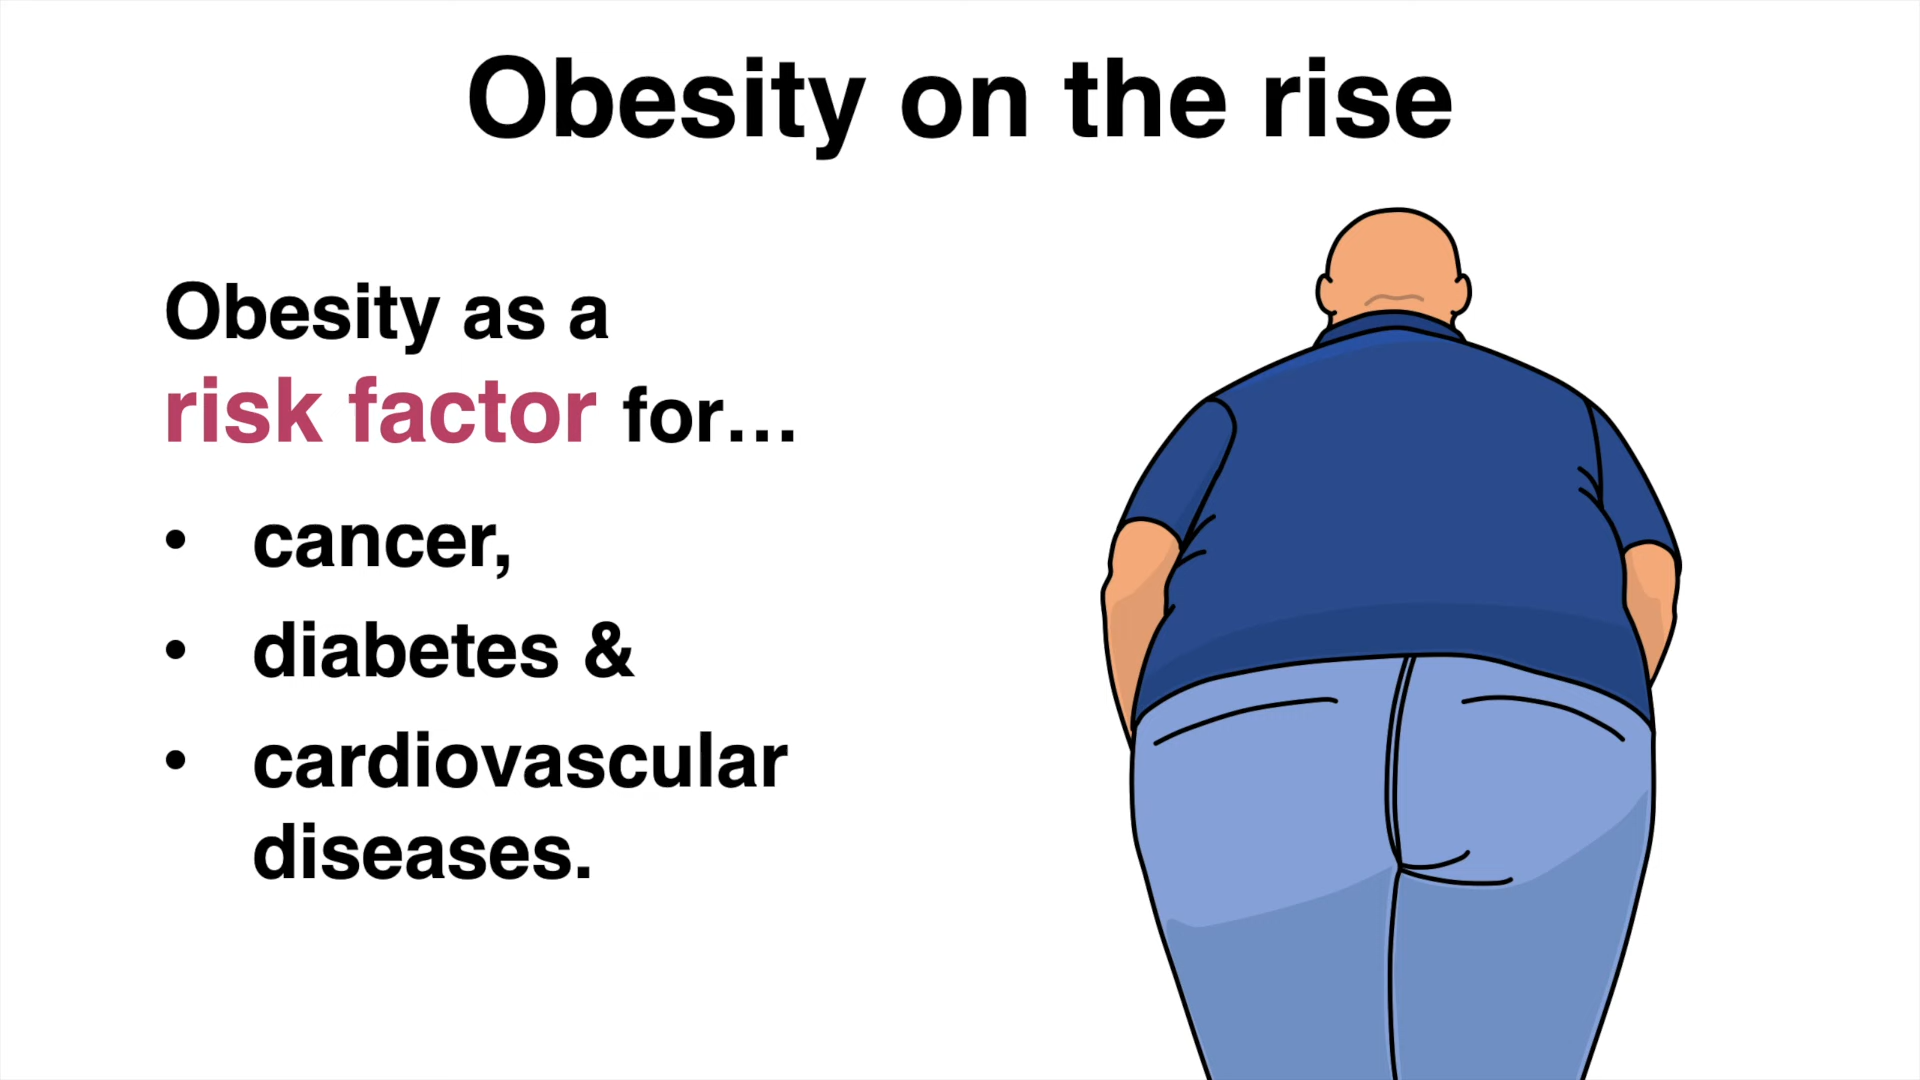 Obesity on the rise
Obesity as a
risk factor for…
• cancer,
• diabetes &
• cardiovascular
diseases.